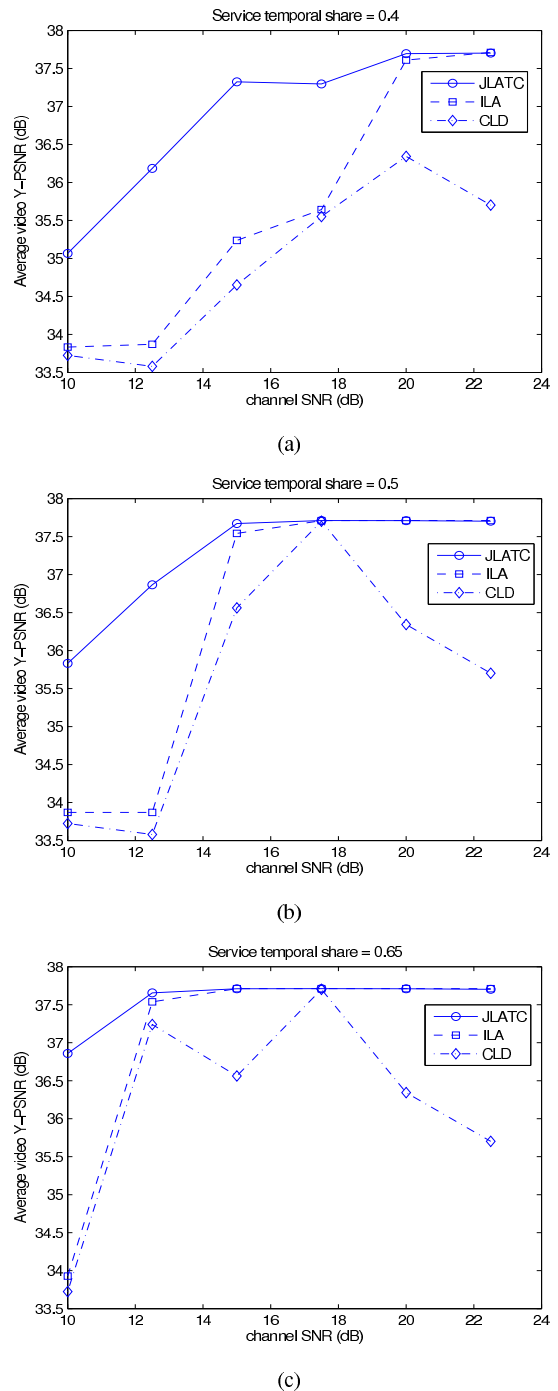 Service temporal share = 0.4
38
37.5
37
36.5
36
35.5
35
34.5
34
33.5
Average video Y-PSNR (dB)
JLATC
ILA
CLD
10 12 14 16 18 20 22 24
channel SNR (dB)
(a)
Service temporal share = 0.5
38
37.5
37
36.5
36
35.5
35
34.5
34
33.5
Average video Y-PSNR (dB)
JLATC
ILA
CLD
10 12 14 16 18 20 22 24
channel SNR (dB)
(b)
Service temporal share = 0.65
38
37.5
37
36.5
36
35.5
35
34.5
34
33.5
Average video Y-PSNR (dB)
JLATC
ILA
CLD
10 12 14 16 18 20 22 24
channel SNR (dB)
(c)